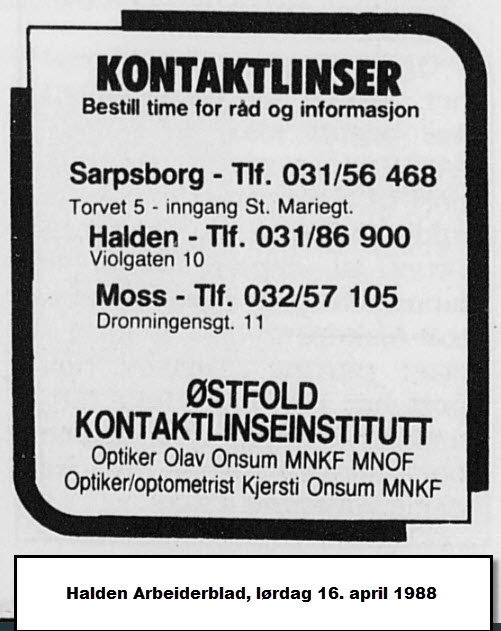 KONTAKTLINSER
Bestill time for råd og informasjon
Sarpsborg - Tlf. 031/56 468
Torvet 5 - inngang St. Mariegt.
Halden - Tlf. 031/86 900
Violgaten 10
Moss - Tlf. 032/57 105
Dronningensgt. 11
ØSTFOLD
KONTAKTLINSEINSTITUTT
Optiker Olav Onsum MNKF MNOF
Optiker/optometrist Kjersti Onsum MNKF
Halden Arbeiderblad, lørdag 16. april 1988